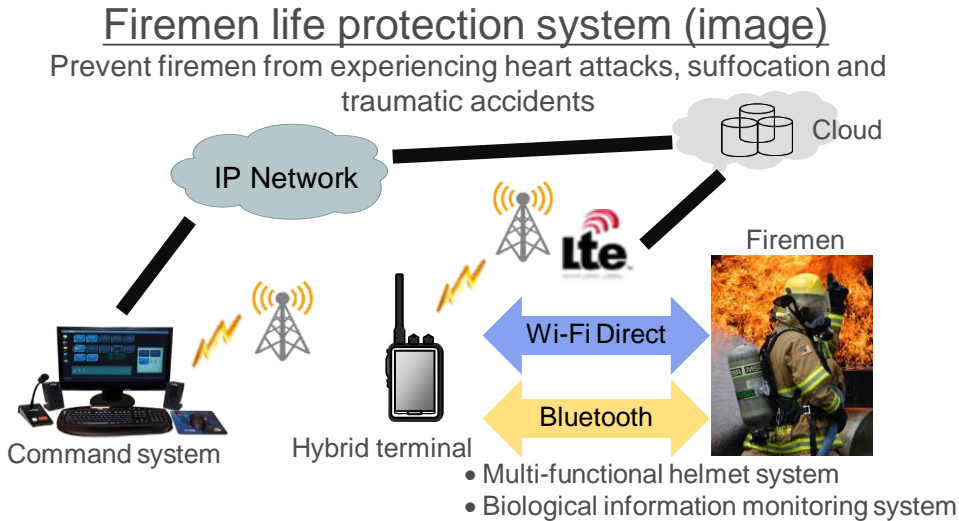 Firemen life protection system (image)
Prevent firemen from experiencing heart attacks, suffocation and
traumatic accidents
Cloud
IP Network
LTE
Firemen
Wi-Fi Direct
Bluetooth
MSA
Command system
Hybrid terminal
• Multi-functional helmet system
• Biological information monitoring system